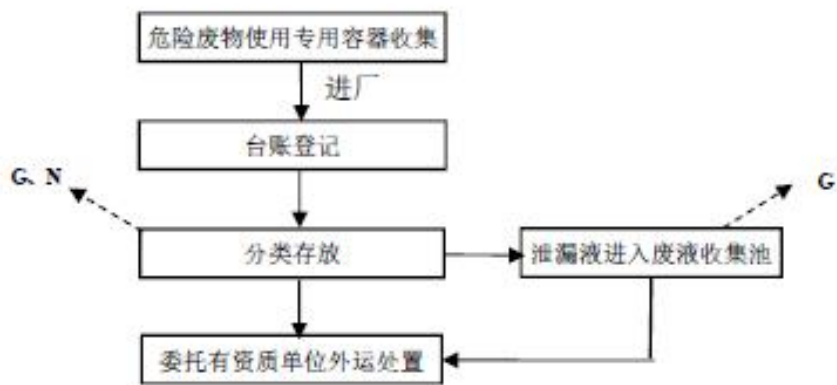 危险废物使用专用容器收集
进厂
台账登记
G、N
G
分类存放
泄漏液进入废液收集池
委托有资质单位外运处置